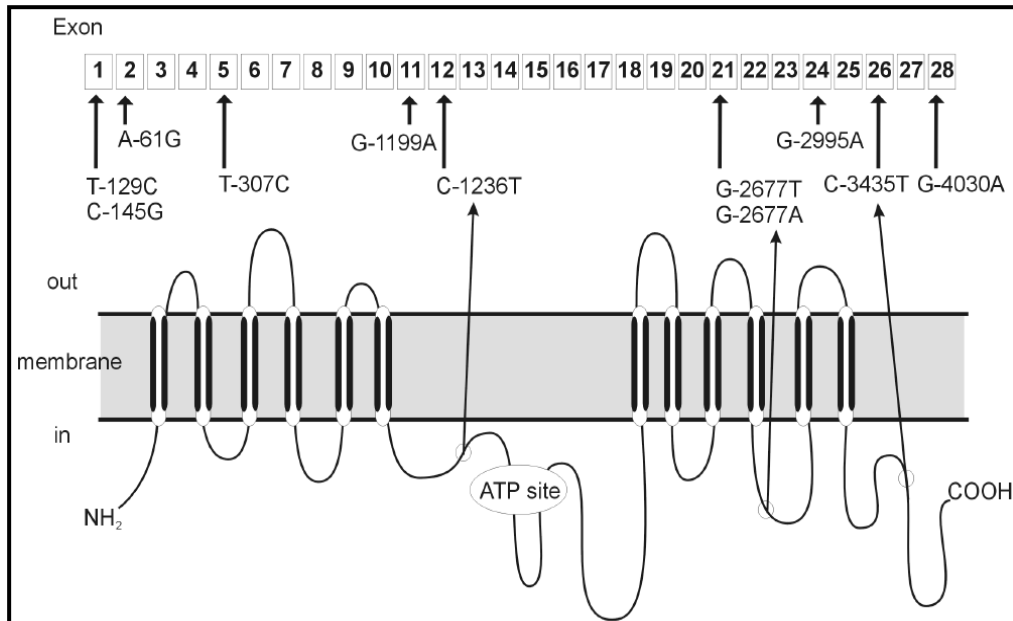 Exon
1 2 3 4 5 6 7 8 9 10 11 12 13 14 15 16 17 18 19 20 21 22 23 24 25 26 27 28
A-61G
G-1199A
G-2995A
T-129C
C-145G
T-307C
C-1236T
G-2677T
G-2677A
C-3435T
G-4030A
out
membrane
in
ATP site
NH2
COOH